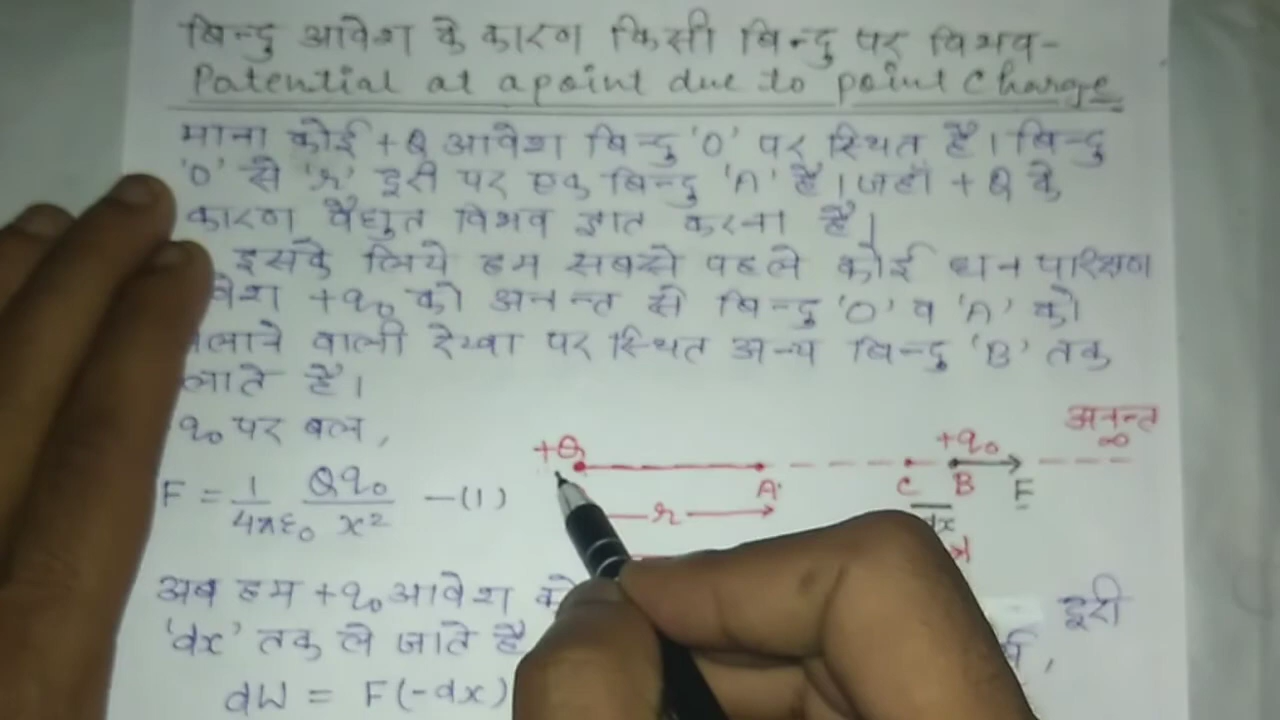 बिन्दु आवेश के कारण किसी बिन्दु पर विभव-
Potential at a point due to point charge
माना कोई +Q आवेश बिन्दु 'O' पर स्थित है। बिन्दु
'O' से 'r' दूरी पर एक बिन्दु 'A' है। जहाँ +Q के
कारण वैद्युत विभव ज्ञात करना है।
इसके लिये हम सबसे पहले कोई धन परिक्षण
वेश +q₀ को अनन्त से बिन्दु 'O' व 'A' को
लाने वाली रेखा पर स्थित अन्य बिन्दु 'B' तक
लाते हैं।
q₀ पर बल,
F = 1/4πε₀ Qq₀/x² —(1)
+Q A C B +q₀ F अनन्त ∞
r dx x
अब हम +q₀ आवेश को दूरी
'dx' तक ले जाते है
dW = F(-dx)